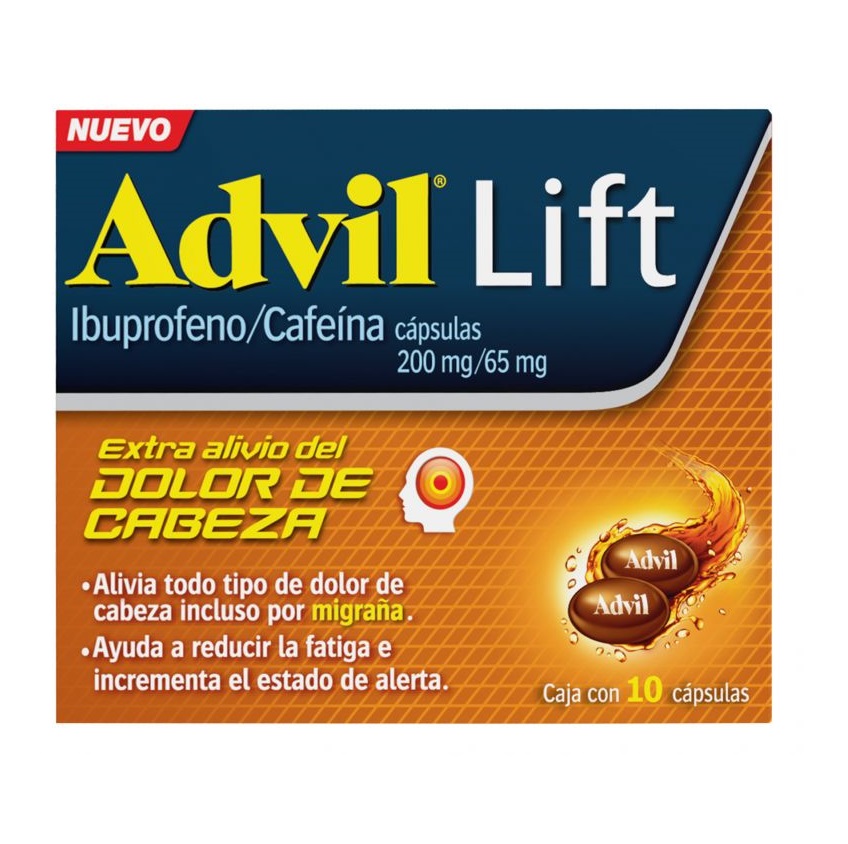 NUEVO
Advil® Lift
Ibuprofeno/Cafeína cápsulas
200 mg/65 mg
Extra alivio del
DOLOR DE
CABEZA
•Alivia todo tipo de dolor de
cabeza incluso por migraña.
•Ayuda a reducir la fatiga e
incrementa el estado de alerta.
Advil
Advil
Caja con 10 cápsulas